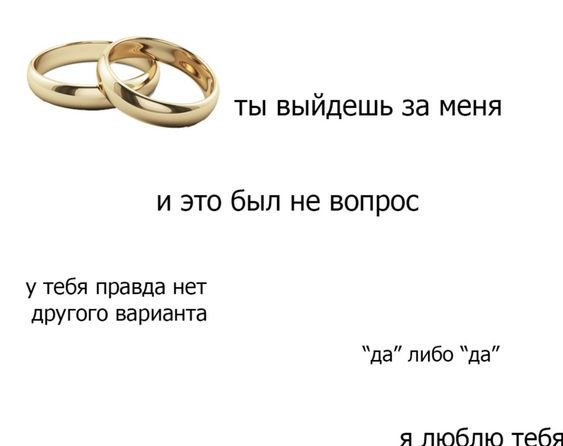 ты выйдешь за меня
и это был не вопрос
у тебя правда нет
другого варианта
"да" либо "да"
я люблю тебя